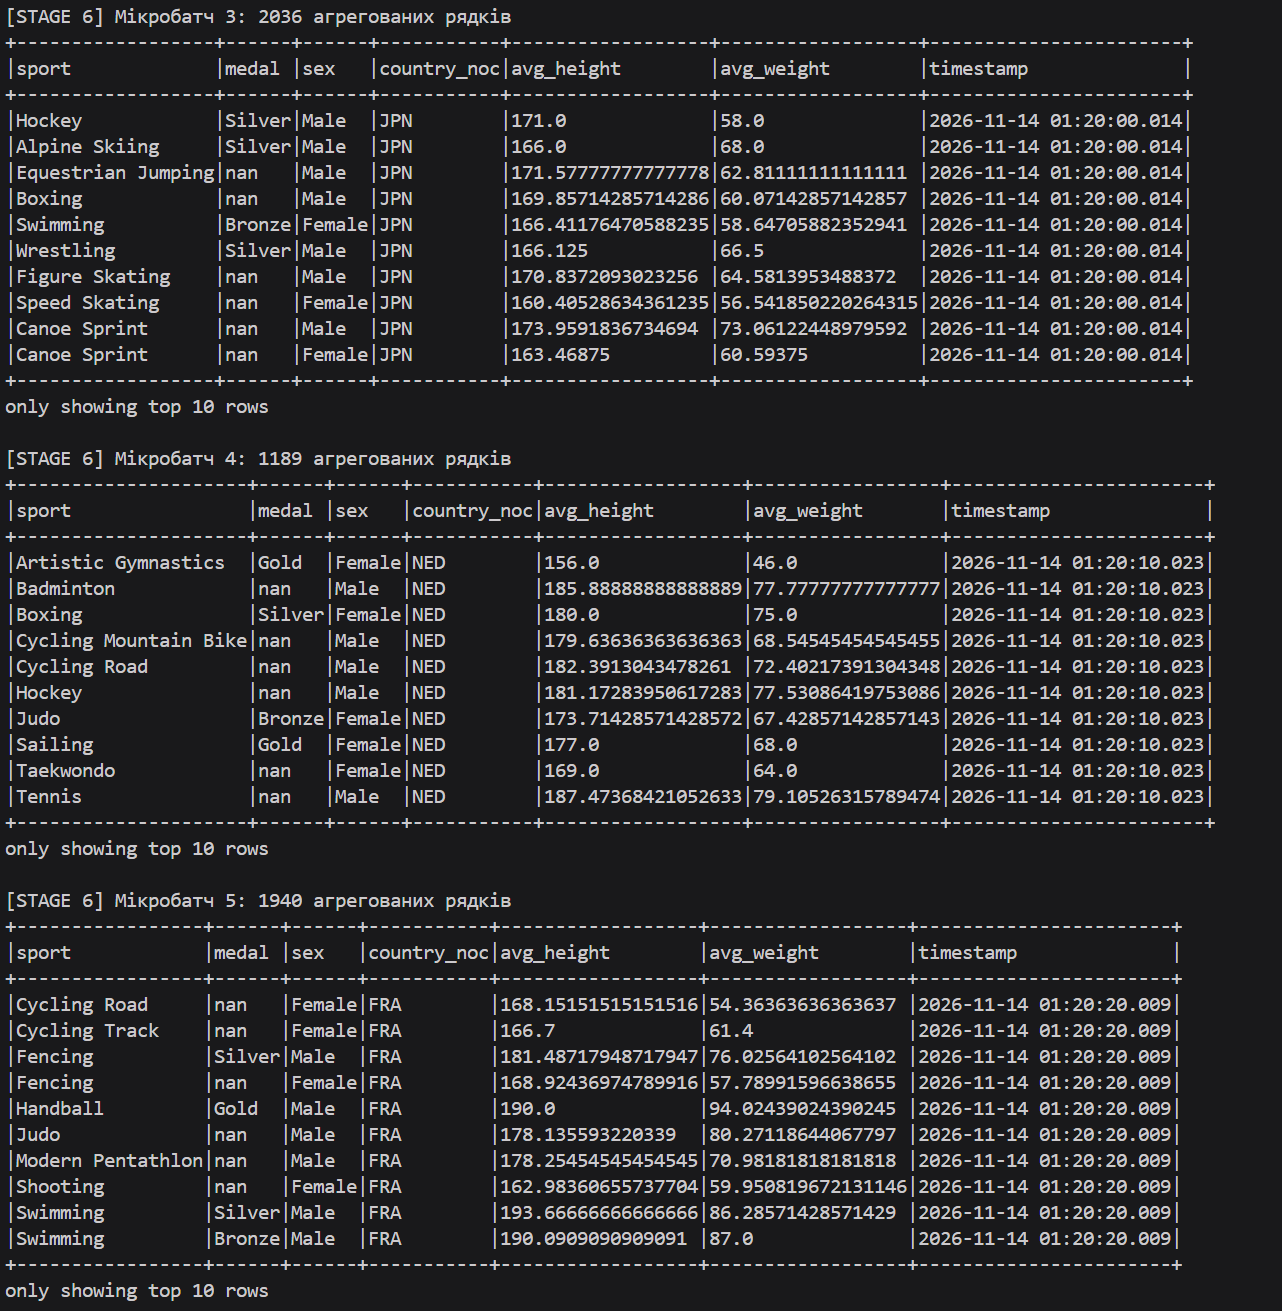 [STAGE 6] Мікробатч 3: 2036 агрегованих рядків
+------------------+------+------+-----------+------------------+------------------+-----------------------+
|sport             |medal |sex   |country_noc|avg_height        |avg_weight        |timestamp              |
+------------------+------+------+-----------+------------------+------------------+-----------------------+
|Hockey            |Silver|Male  |JPN        |171.0             |58.0              |2026-11-14 01:20:00.014|
|Alpine Skiing     |Silver|Male  |JPN        |166.0             |68.0              |2026-11-14 01:20:00.014|
|Equestrian Jumping|nan   |Male  |JPN        |171.57777777777778|62.81111111111111 |2026-11-14 01:20:00.014|
|Boxing            |nan   |Male  |JPN        |169.85714285714286|60.07142857142857 |2026-11-14 01:20:00.014|
|Swimming          |Bronze|Female|JPN        |166.41176470588235|58.64705882352941 |2026-11-14 01:20:00.014|
|Wrestling         |Silver|Male  |JPN        |166.125           |66.5              |2026-11-14 01:20:00.014|
|Figure Skating    |nan   |Male  |JPN        |170.8372093023256 |64.5813953488372  |2026-11-14 01:20:00.014|
|Speed Skating     |nan   |Female|JPN        |160.40528634361235|56.541850220264315|2026-11-14 01:20:00.014|
|Canoe Sprint      |nan   |Male  |JPN        |173.9591836734694 |73.06122448979592 |2026-11-14 01:20:00.014|
|Canoe Sprint      |nan   |Female|JPN        |163.46875         |60.59375          |2026-11-14 01:20:00.014|
+------------------+------+------+-----------+------------------+------------------+-----------------------+
only showing top 10 rows
[STAGE 6] Мікробатч 4: 1189 агрегованих рядків
+---------------------+------+------+-----------+------------------+-----------------+-----------------------+
|sport                |medal |sex   |country_noc|avg_height        |avg_weight       |timestamp              |
+---------------------+------+------+-----------+------------------+-----------------+-----------------------+
|Artistic Gymnastics  |Gold  |Female|NED        |156.0             |46.0             |2026-11-14 01:20:10.023|
|Badminton            |nan   |Male  |NED        |185.88888888888889|77.77777777777777|2026-11-14 01:20:10.023|
|Boxing               |Silver|Female|NED        |180.0             |75.0             |2026-11-14 01:20:10.023|
|Cycling Mountain Bike|nan   |Male  |NED        |179.63636363636363|68.54545454545455|2026-11-14 01:20:10.023|
|Cycling Road         |nan   |Male  |NED        |182.3913043478261 |72.40217391304348|2026-11-14 01:20:10.023|
|Hockey               |nan   |Male  |NED        |181.17283950617283|77.53086419753086|2026-11-14 01:20:10.023|
|Judo                 |Bronze|Female|NED        |173.71428571428572|67.42857142857143|2026-11-14 01:20:10.023|
|Sailing              |Gold  |Female|NED        |177.0             |68.0             |2026-11-14 01:20:10.023|
|Taekwondo            |nan   |Female|NED        |169.0             |64.0             |2026-11-14 01:20:10.023|
|Tennis               |nan   |Male  |NED        |187.47368421052633|79.10526315789474|2026-11-14 01:20:10.023|
+---------------------+------+------+-----------+------------------+-----------------+-----------------------+
only showing top 10 rows
[STAGE 6] Мікробатч 5: 1940 агрегованих рядків
+-----------------+------+------+-----------+------------------+------------------+-----------------------+
|sport            |medal |sex   |country_noc|avg_height        |avg_weight        |timestamp              |
+-----------------+------+------+-----------+------------------+------------------+-----------------------+
|Cycling Road     |nan   |Female|FRA        |168.15151515151516|54.36363636363637 |2026-11-14 01:20:20.009|
|Cycling Track    |nan   |Female|FRA        |166.7             |61.4              |2026-11-14 01:20:20.009|
|Fencing          |Silver|Male  |FRA        |181.48717948717947|76.02564102564102 |2026-11-14 01:20:20.009|
|Fencing          |nan   |Female|FRA        |168.92436974789916|57.78991596638655 |2026-11-14 01:20:20.009|
|Handball         |Gold  |Male  |FRA        |190.0             |94.02439024390245 |2026-11-14 01:20:20.009|
|Judo             |nan   |Male  |FRA        |178.135593220339  |80.27118644067797 |2026-11-14 01:20:20.009|
|Modern Pentathlon|nan   |Male  |FRA        |178.25454545454545|70.98181818181818 |2026-11-14 01:20:20.009|
|Shooting         |nan   |Female|FRA        |162.98360655737704|59.950819672131146|2026-11-14 01:20:20.009|
|Swimming         |Silver|Male  |FRA        |193.66666666666666|86.28571428571429 |2026-11-14 01:20:20.009|
|Swimming         |Bronze|Male  |FRA        |190.0909090909091 |87.0              |2026-11-14 01:20:20.009|
+-----------------+------+------+-----------+------------------+------------------+-----------------------+
only showing top 10 rows